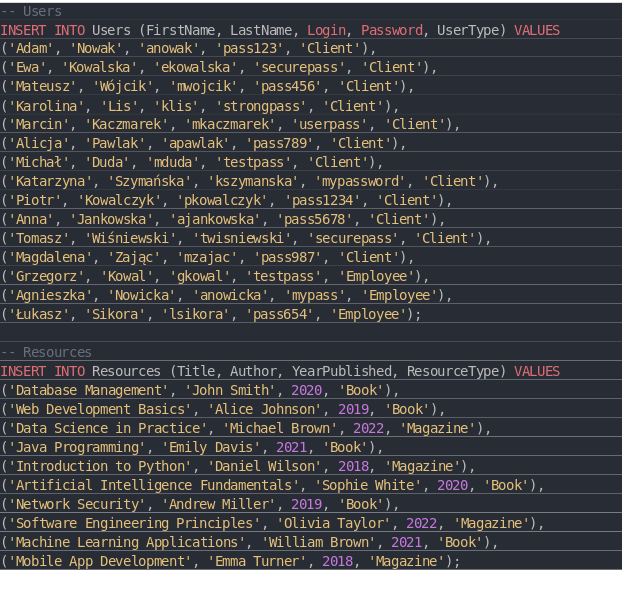 -- Users
INSERT INTO Users (FirstName, LastName, Login, Password, UserType) VALUES
('Adam', 'Nowak', 'anowak', 'pass123', 'Client'),
('Ewa', 'Kowalska', 'ekowalska', 'securepass', 'Client'),
('Mateusz', 'Wójcik', 'mwojcik', 'pass456', 'Client'),
('Karolina', 'Lis', 'klis', 'strongpass', 'Client'),
('Marcin', 'Kaczmarek', 'mkaczmarek', 'userpass', 'Client'),
('Alicja', 'Pawlak', 'apawlak', 'pass789', 'Client'),
('Michał', 'Duda', 'mduda', 'testpass', 'Client'),
('Katarzyna', 'Szymańska', 'kszymanska', 'mypassword', 'Client'),
('Piotr', 'Kowalczyk', 'pkowalczyk', 'pass1234', 'Client'),
('Anna', 'Jankowska', 'ajankowska', 'pass5678', 'Client'),
('Tomasz', 'Wiśniewski', 'twisniewski', 'securepass', 'Client'),
('Magdalena', 'Zając', 'mzajac', 'pass987', 'Client'),
('Grzegorz', 'Kowal', 'gkowal', 'testpass', 'Employee'),
('Agnieszka', 'Nowicka', 'anowicka', 'mypass', 'Employee'),
('Łukasz', 'Sikora', 'lsikora', 'pass654', 'Employee');
-- Resources
INSERT INTO Resources (Title, Author, YearPublished, ResourceType) VALUES
('Database Management', 'John Smith', 2020, 'Book'),
('Web Development Basics', 'Alice Johnson', 2019, 'Book'),
('Data Science in Practice', 'Michael Brown', 2022, 'Magazine'),
('Java Programming', 'Emily Davis', 2021, 'Book'),
('Introduction to Python', 'Daniel Wilson', 2018, 'Magazine'),
('Artificial Intelligence Fundamentals', 'Sophie White', 2020, 'Book'),
('Network Security', 'Andrew Miller', 2019, 'Book'),
('Software Engineering Principles', 'Olivia Taylor', 2022, 'Magazine'),
('Machine Learning Applications', 'William Brown', 2021, 'Book'),
('Mobile App Development', 'Emma Turner', 2018, 'Magazine');